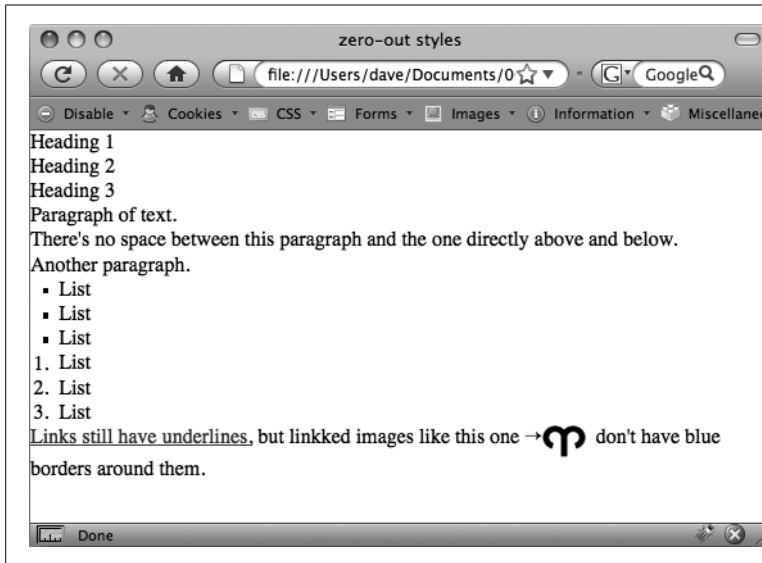 zero-out styles
file:///Users/dave/Documents/0 G Google
Disable Cookies CSS CSS Forms Images Information Miscellane
Heading 1
Heading 2
Heading 3
Paragraph of text.
There's no space between this paragraph and the one directly above and below.
Another paragraph.
▪ List
▪ List
▪ List
1. List
2. List
3. List
Links still have underlines, but linkked images like this one → don't have blue
borders around them.
Done